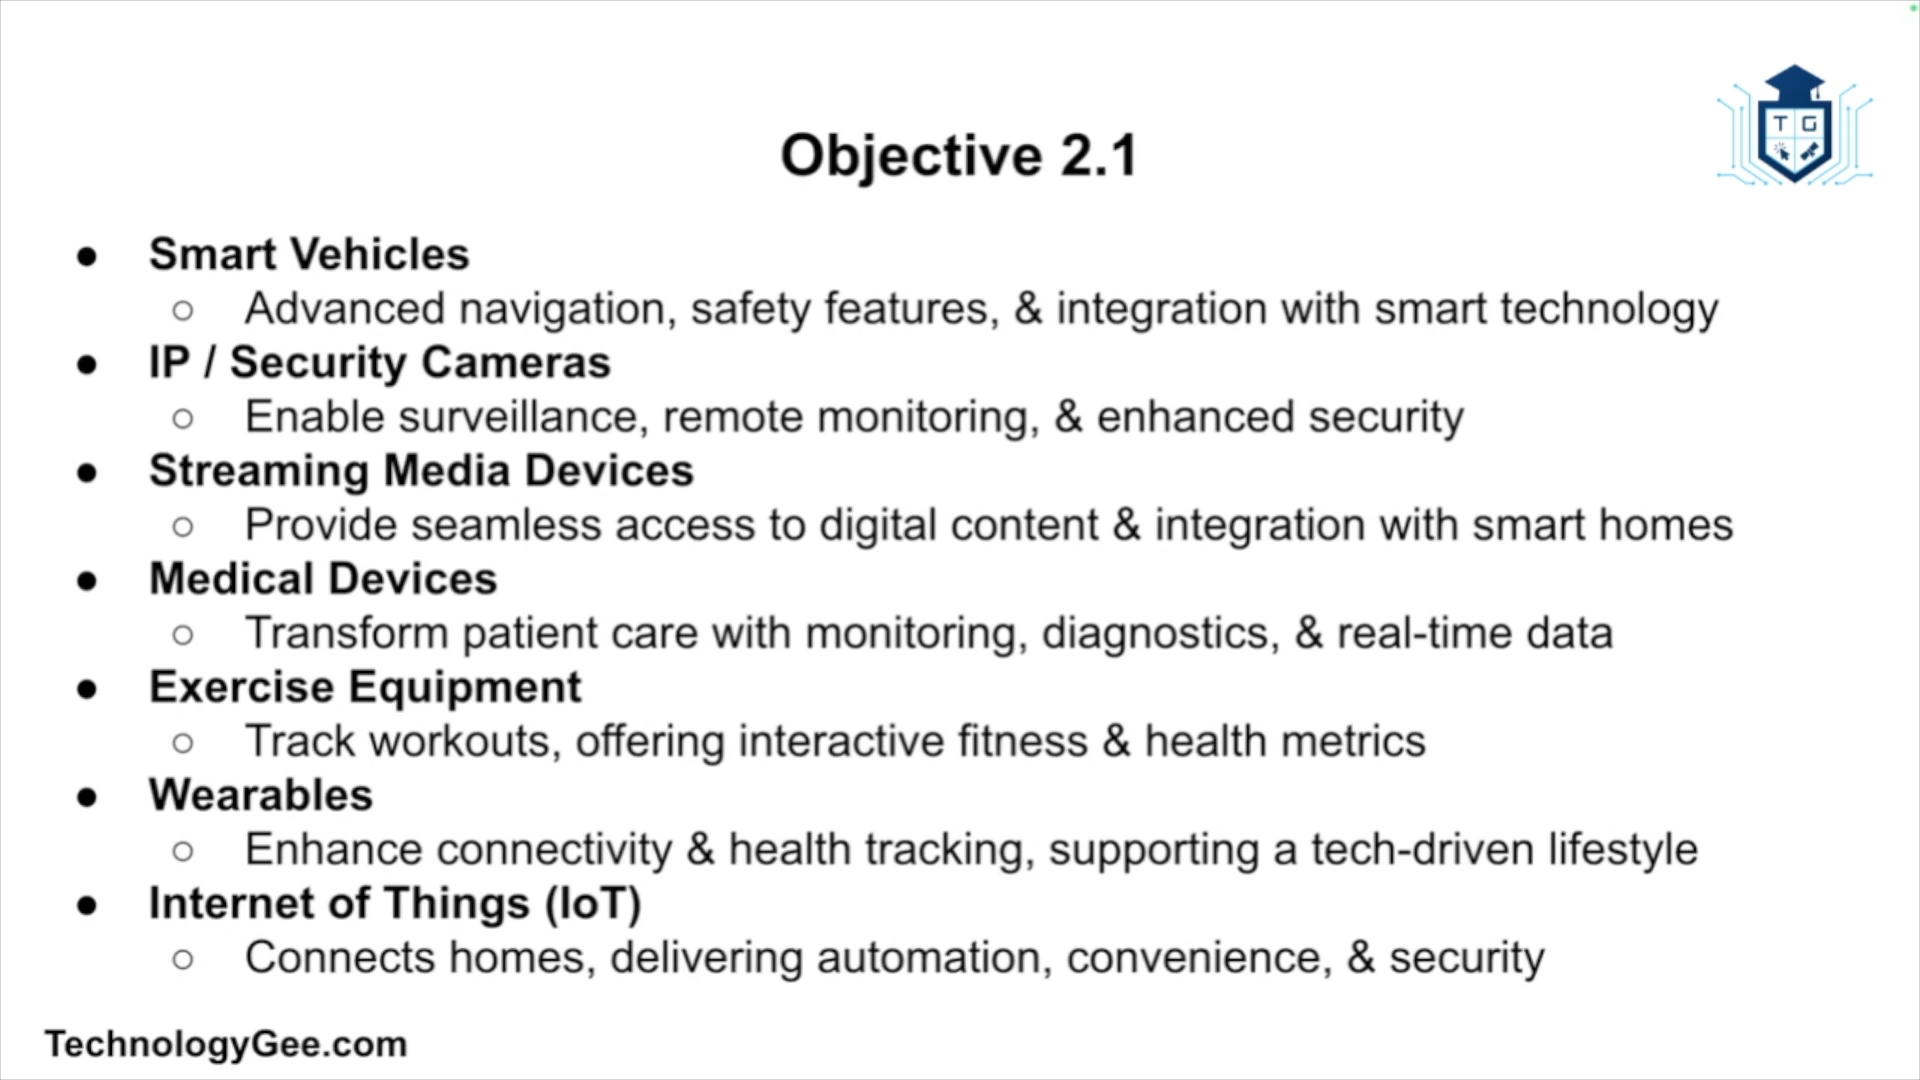 T G
Objective 2.1
● Smart Vehicles
○ Advanced navigation, safety features, & integration with smart technology
● IP / Security Cameras
○ Enable surveillance, remote monitoring, & enhanced security
● Streaming Media Devices
○ Provide seamless access to digital content & integration with smart homes
● Medical Devices
○ Transform patient care with monitoring, diagnostics, & real-time data
● Exercise Equipment
○ Track workouts, offering interactive fitness & health metrics
● Wearables
○ Enhance connectivity & health tracking, supporting a tech-driven lifestyle
● Internet of Things (IoT)
○ Connects homes, delivering automation, convenience, & security
TechnologyGee.com